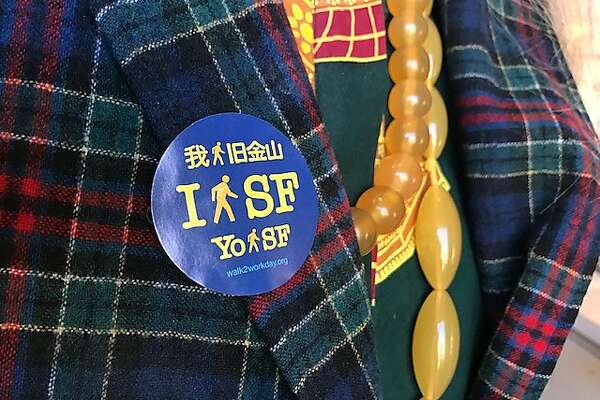 我旧金山
I SF
Yo SF
walk2workday.org